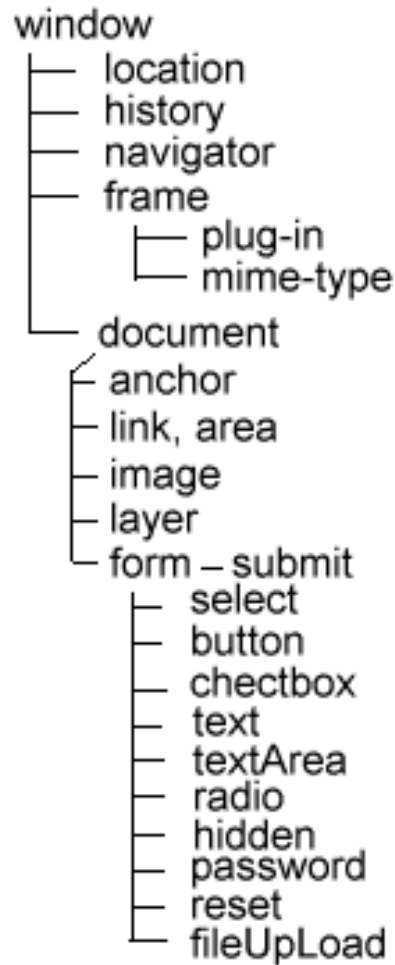 window
location
history
navigator
frame
plug-in
mime-type
document
anchor
link, area
image
layer
form – submit
select
button
chectbox
text
textArea
radio
hidden
password
reset
fileUpLoad